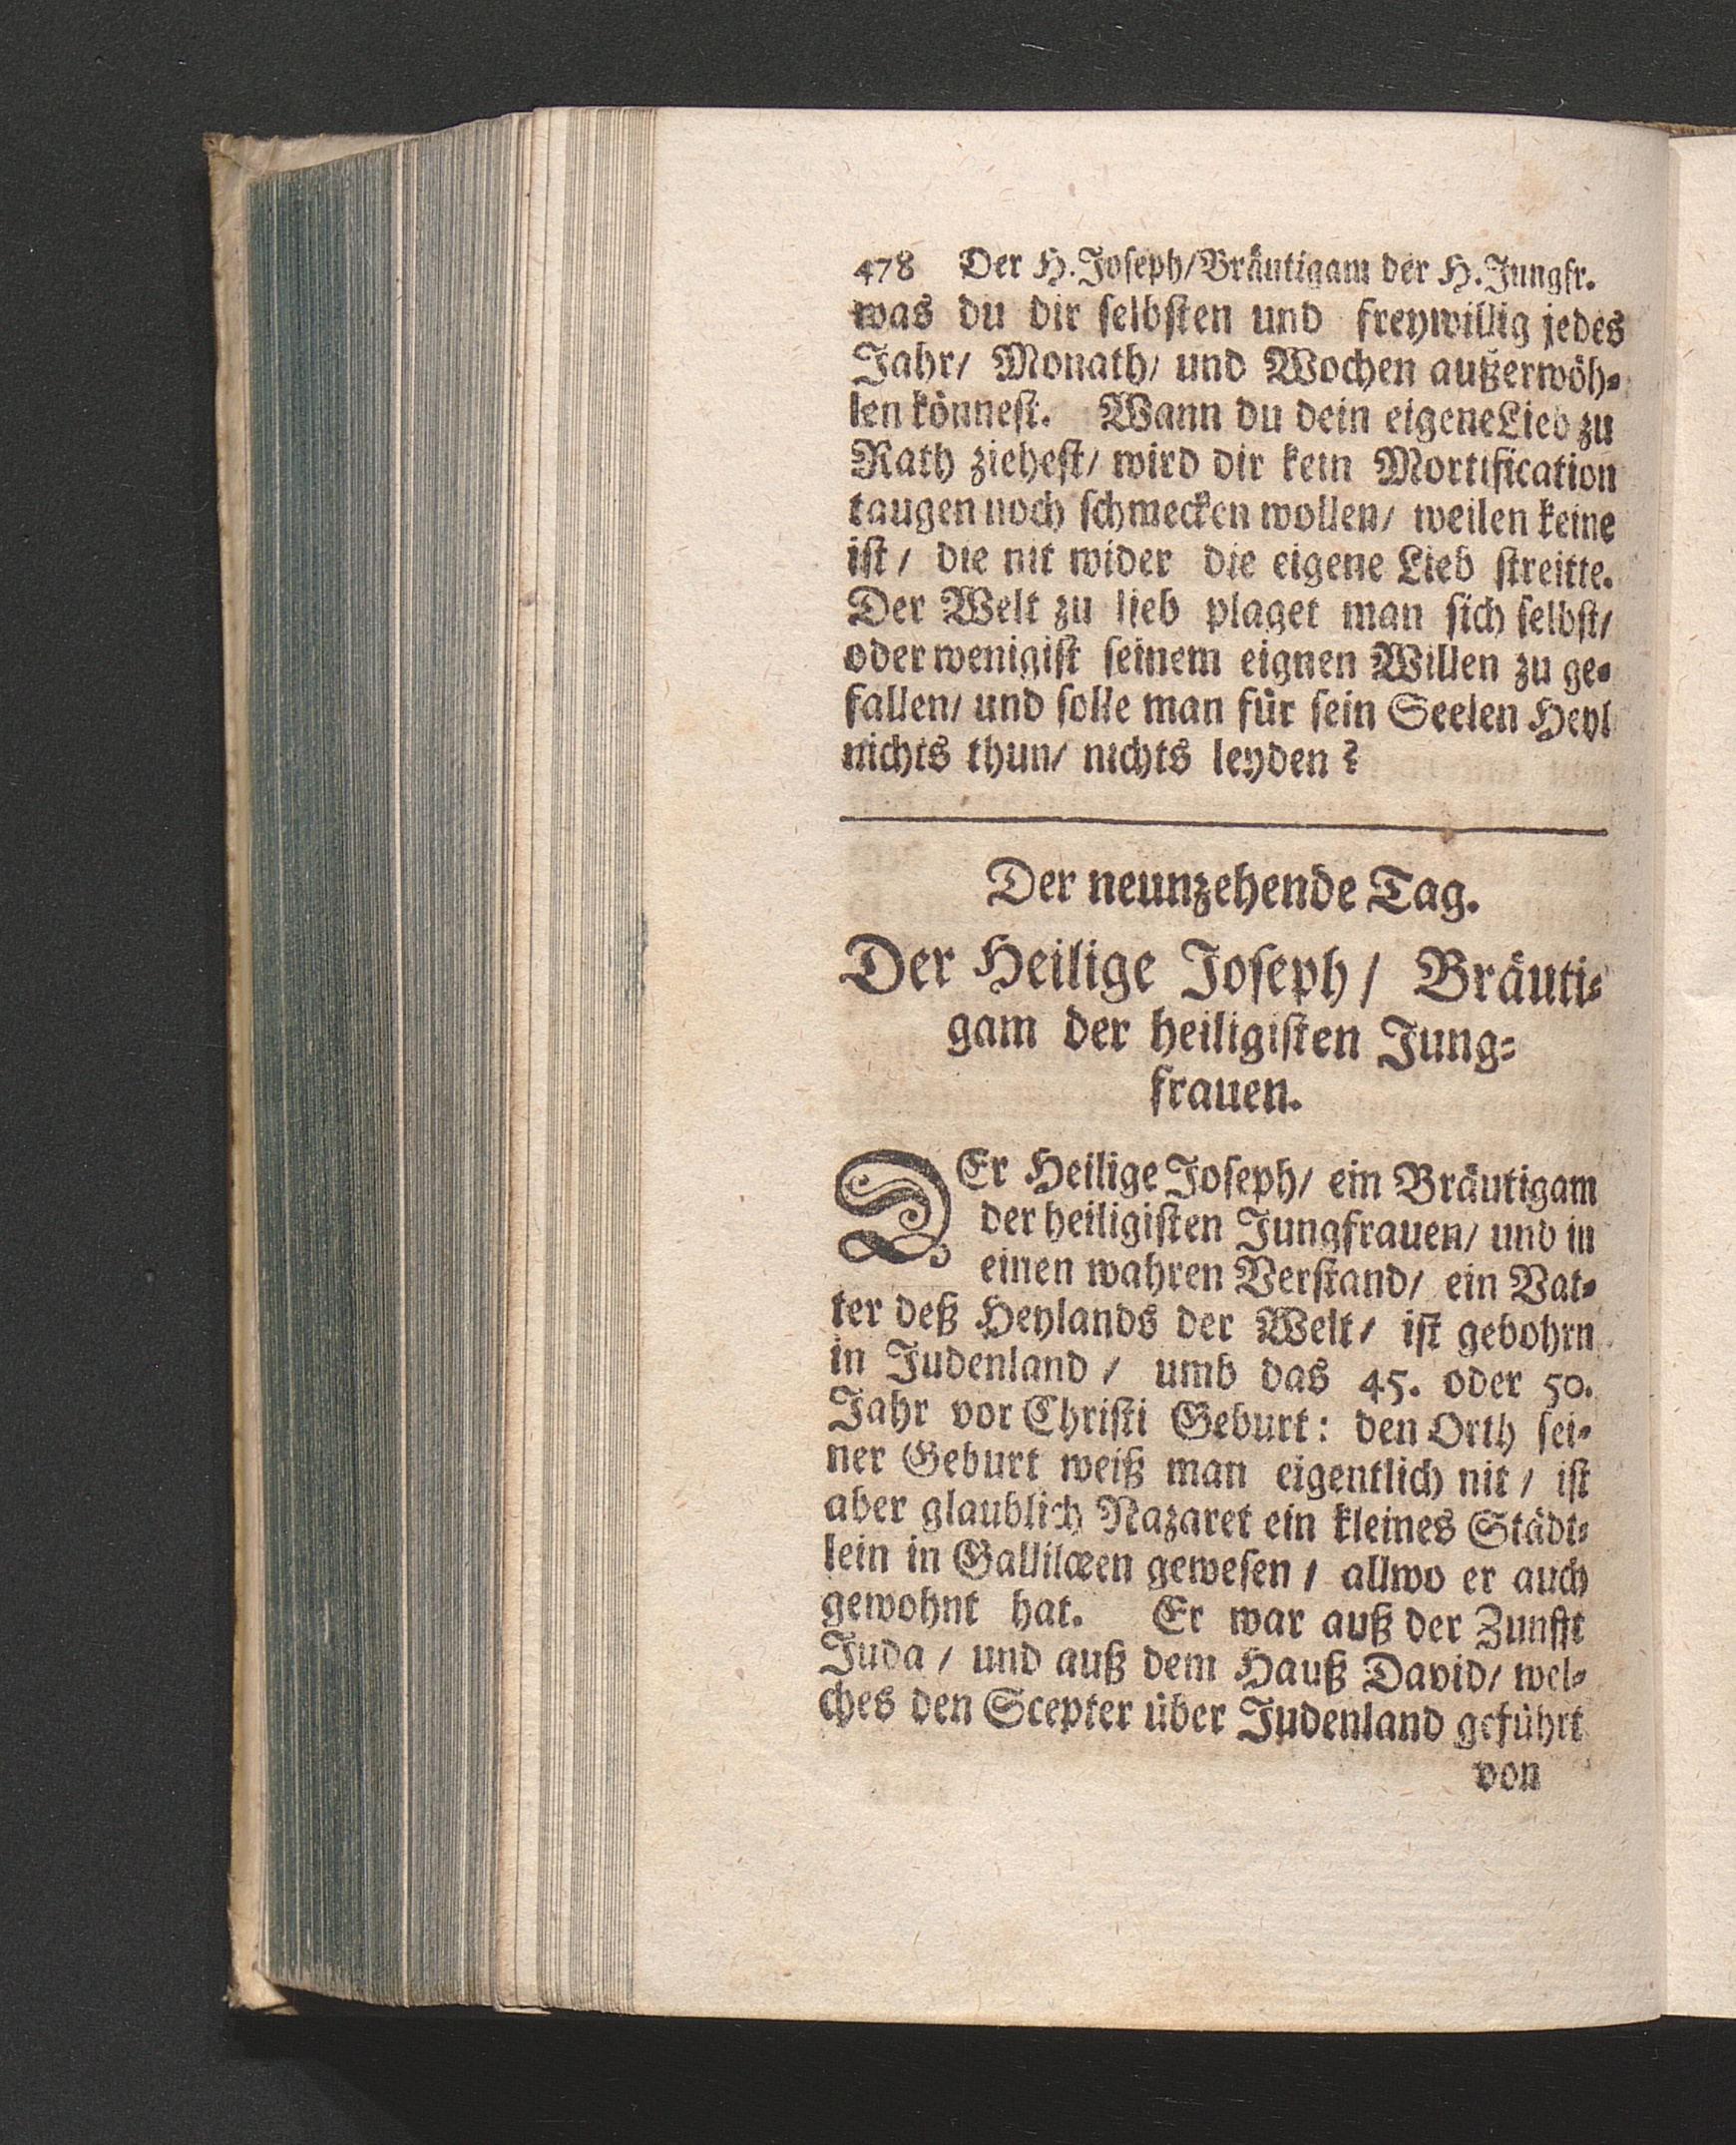 478 Der H. Joseph/Bräutigam der H. Jungfr.
was du dir selbsten und freywillig jedes
Jahr/ Monath/ und Wochen außerwöh-
len könnest. Wann du dein eigene Lieb zu
Rath ziehest/ wird dir kein Mortification
taugen noch schmecken wollen/ weilen keine
ist / die nit wider die eigene Lieb streitte.
Der Welt zu lieb plaget man sich selbst/
oder wenigist seinem eignen Willen zu ge-
fallen/ und solle man für sein Seelen Heyl
nichts thun/ nichts leyden?
Der neunzehende Tag.
Der Heilige Joseph / Bräuti-
gam der heiligisten Jung-
frauen.
DEr Heilige Joseph/ ein Bräutigam
der heiligisten Jungfrauen/ und in
einen wahren Verstand/ ein Vat-
ter deß Heylands der Welt/ ist gebohrn
in Judenland / umb das 45. oder 50.
Jahr vor Christi Geburt: den Orth sei-
ner Geburt weiß man eigentlich nit / ist
aber glaublich Nazaret ein kleines Städt-
lein in Gallilæen gewesen / allwo er auch
gewohnt hat. Er war auß der Zunfft
Juda / und auß dem Hauß David/ wel-
ches den Scepter über Judenland geführt
von